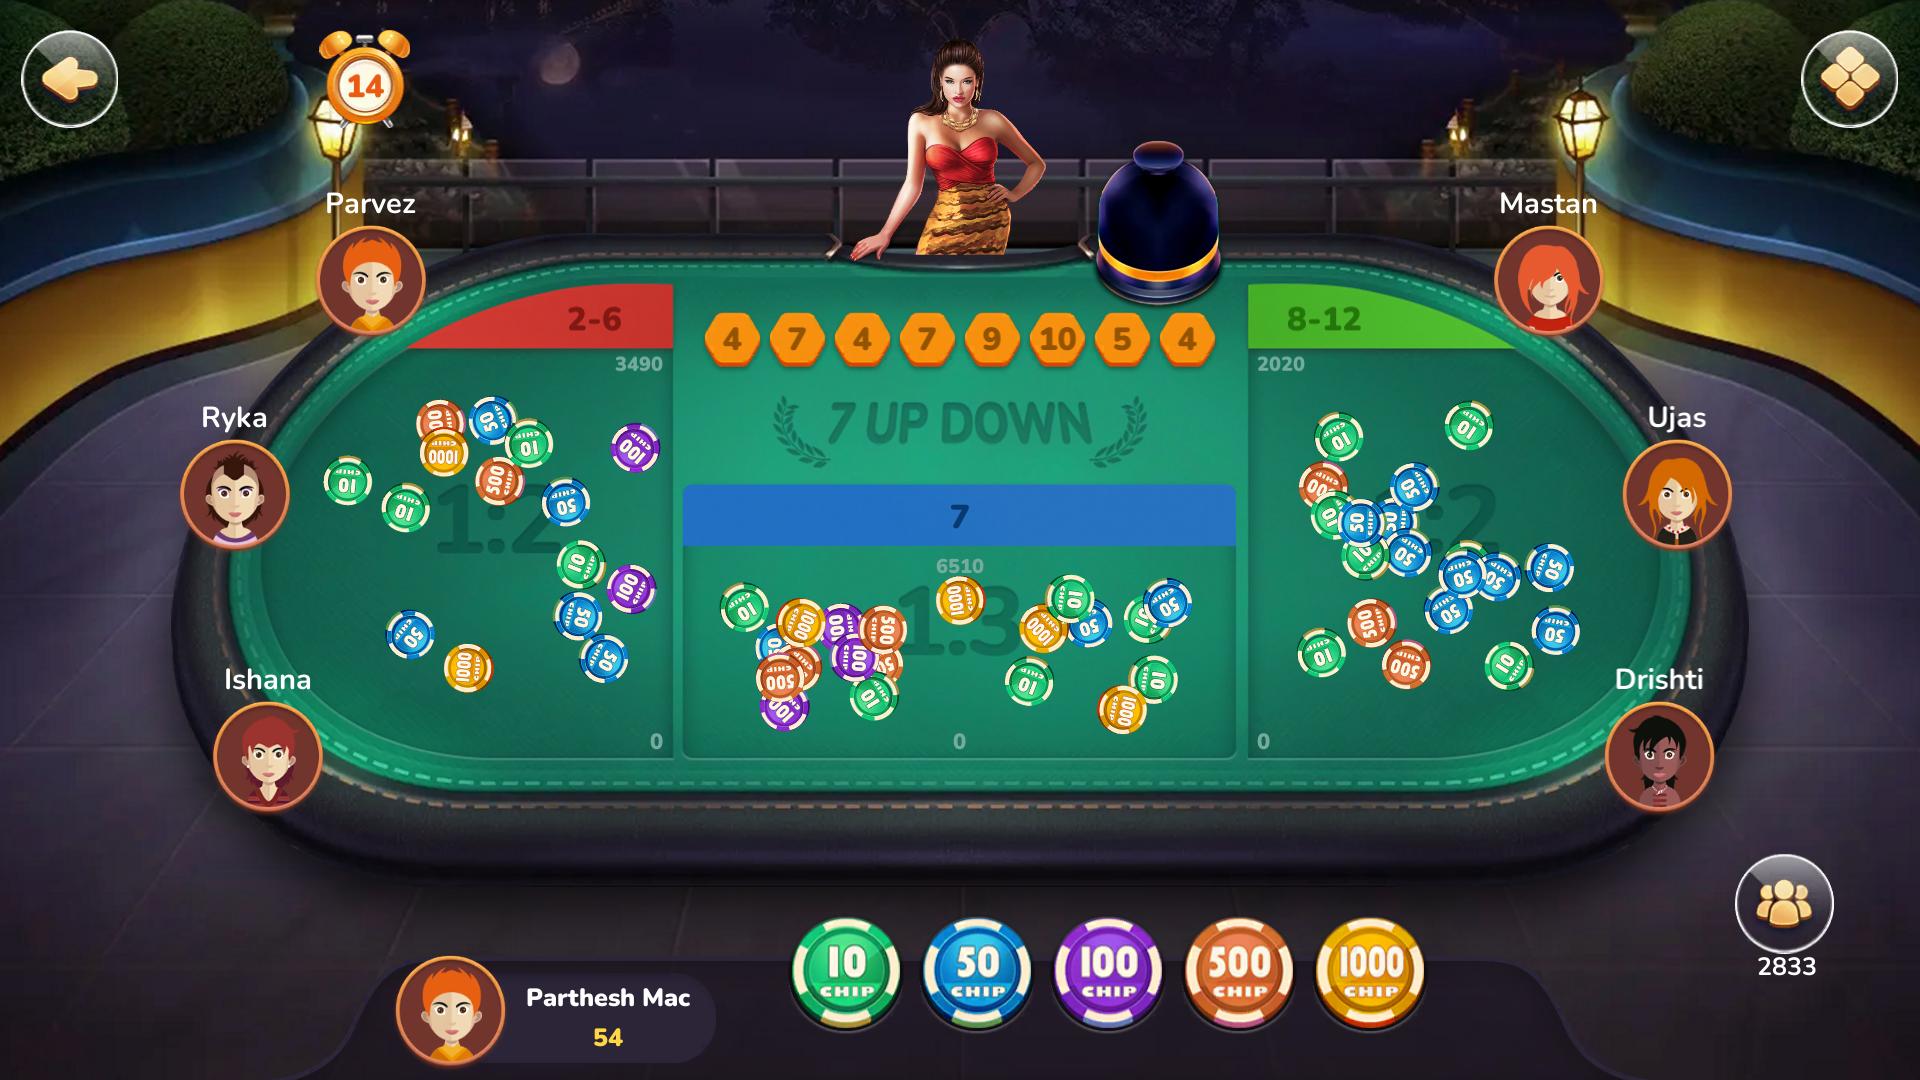 14
Parvez
Mastan
2-6
8-12
4 7 4 7 9 10 5 4
3490
2020
7 UP DOWN
Ryka
Ujas
1:2
:2
7
6510
1:3
Ishana
Drishti
0
0
0
10 CHIP
50 CHIP
100 CHIP
500 CHIP
1000 CHIP
2833
Parthesh Mac
54